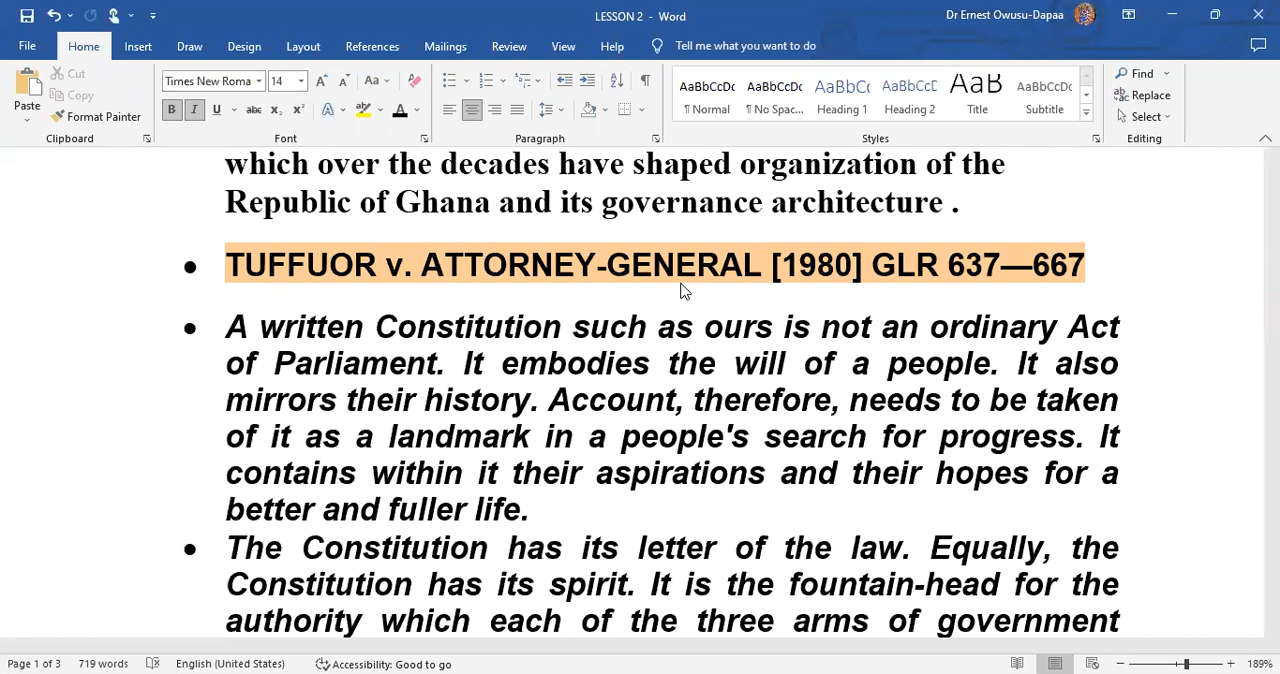 LESSON 2 - Word
Dr Ernest Owusu-Dapaa
File Home Insert Draw Design Layout References Mailings Review View Help Tell me what you want to do
Paste
Cut
Copy
Format Painter
Clipboard
Times New Roma 14
Font
Paragraph
AaBbCcDc AaBbCcDc AaBbCc AaBbCcC AaB AaBbCcC
¶ Normal ¶ No Spac... Heading 1 Heading 2 Title Subtitle
Styles
Find
Replace
Select
Editing
which over the decades have shaped organization of the
Republic of Ghana and its governance architecture .
• TUFFUOR v. ATTORNEY-GENERAL [1980] GLR 637—667
• A written Constitution such as ours is not an ordinary Act
of Parliament. It embodies the will of a people. It also
mirrors their history. Account, therefore, needs to be taken
of it as a landmark in a people's search for progress. It
contains within it their aspirations and their hopes for a
better and fuller life.
• The Constitution has its letter of the law. Equally, the
Constitution has its spirit. It is the fountain-head for the
authority which each of the three arms of government
Page 1 of 3 719 words English (United States) Accessibility: Good to go 189%